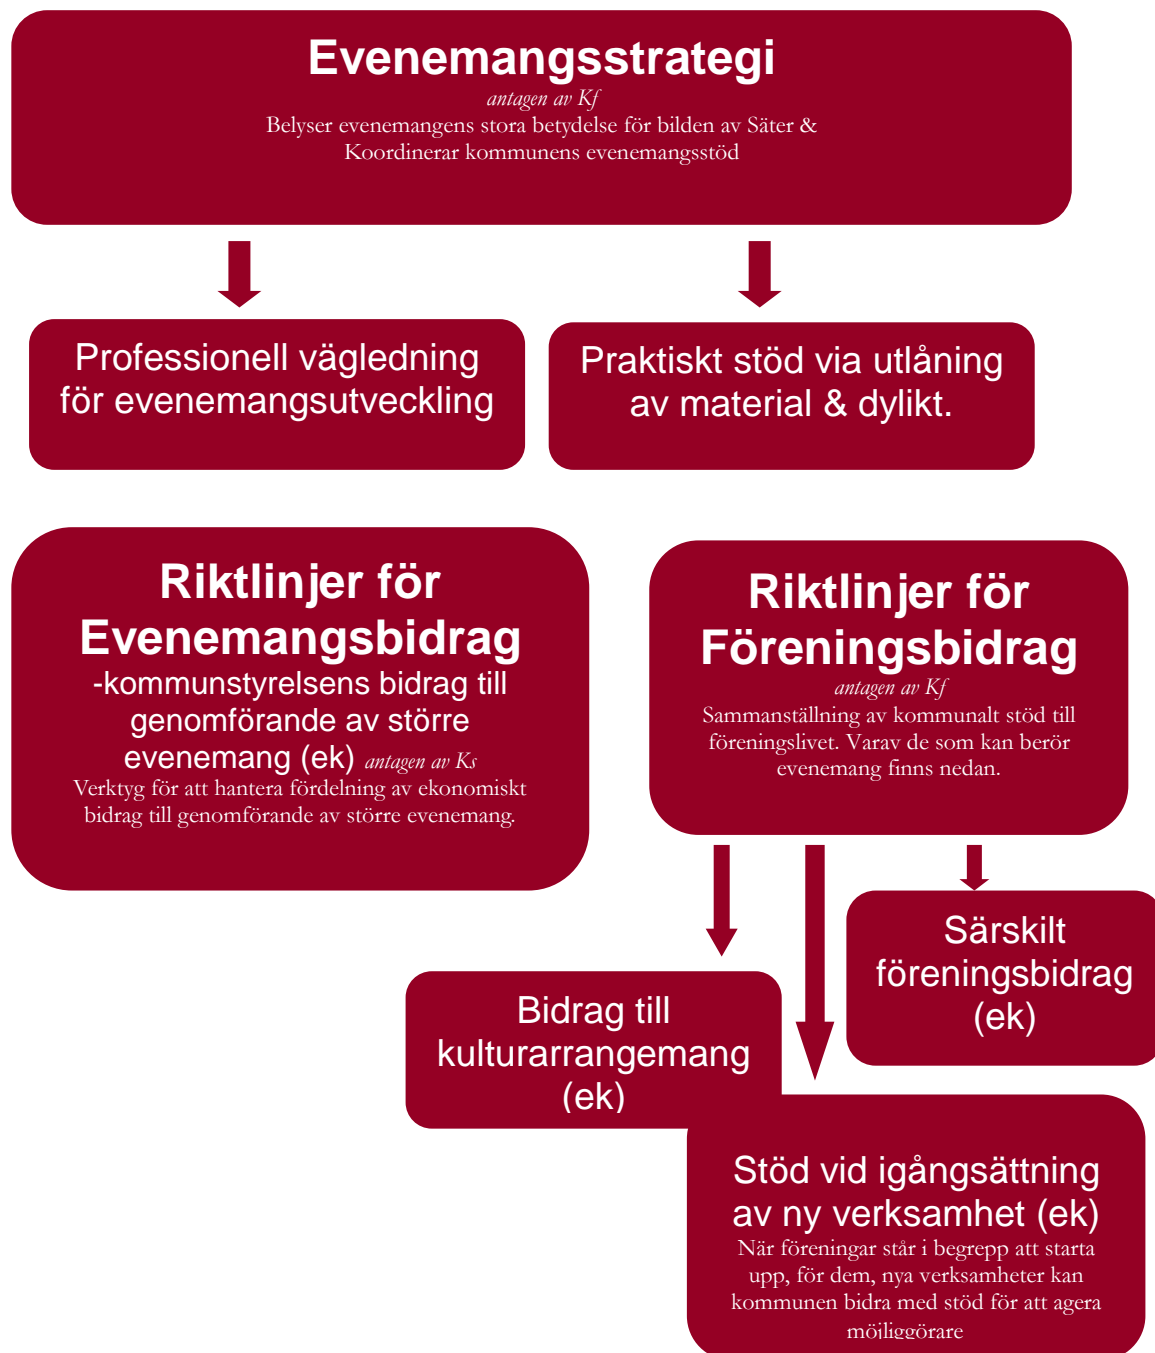 Evenemangsstrategi
antagen av Kf
Belyser evenemangens stora betydelse för bilden av Säter &
Koordinerar kommunens evenemangsstöd
Professionell vägledning
för evenemangsutveckling
Praktiskt stöd via utlåning
av material & dylikt.
Riktlinjer för
Evenemangsbidrag
-kommunstyrelsens bidrag till
genomförande av större
evenemang (ek) antagen av Ks
Verktyg för att hantera fördelning av ekonomiskt
bidrag till genomförande av större evenemang.
Riktlinjer för
Föreningsbidrag
antagen av Kf
Sammanställning av kommunalt stöd till
föreningslivet. Varav de som kan berör
evenemang finns nedan.
Särskilt
föreningsbidrag
(ek)
Bidrag till
kulturarrangemang
(ek)
Stöd vid igångsättning
av ny verksamhet (ek)
När föreningar står i begrepp att starta
upp, för dem, nya verksamheter kan
kommunen bidra med stöd för att agera
möjliggörare